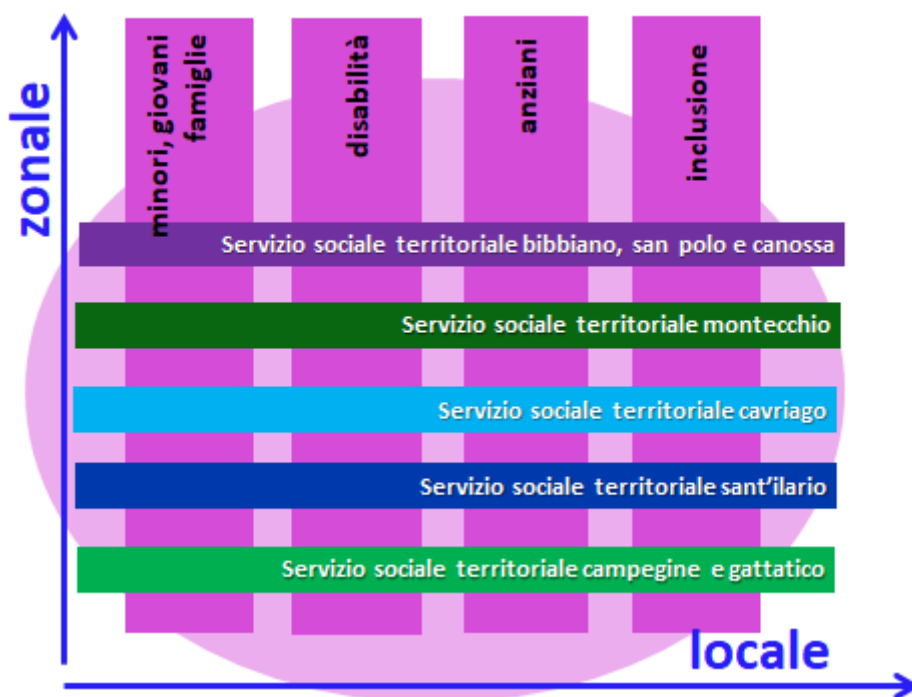 zonale
minori, giovani
famiglie
disabilità
anziani
inclusione
Servizio sociale territoriale bibbiano, san polo e canossa
Servizio sociale territoriale montecchio
Servizio sociale territoriale cavriago
Servizio sociale territoriale sant'ilario
Servizio sociale territoriale campegine e gattatico
locale